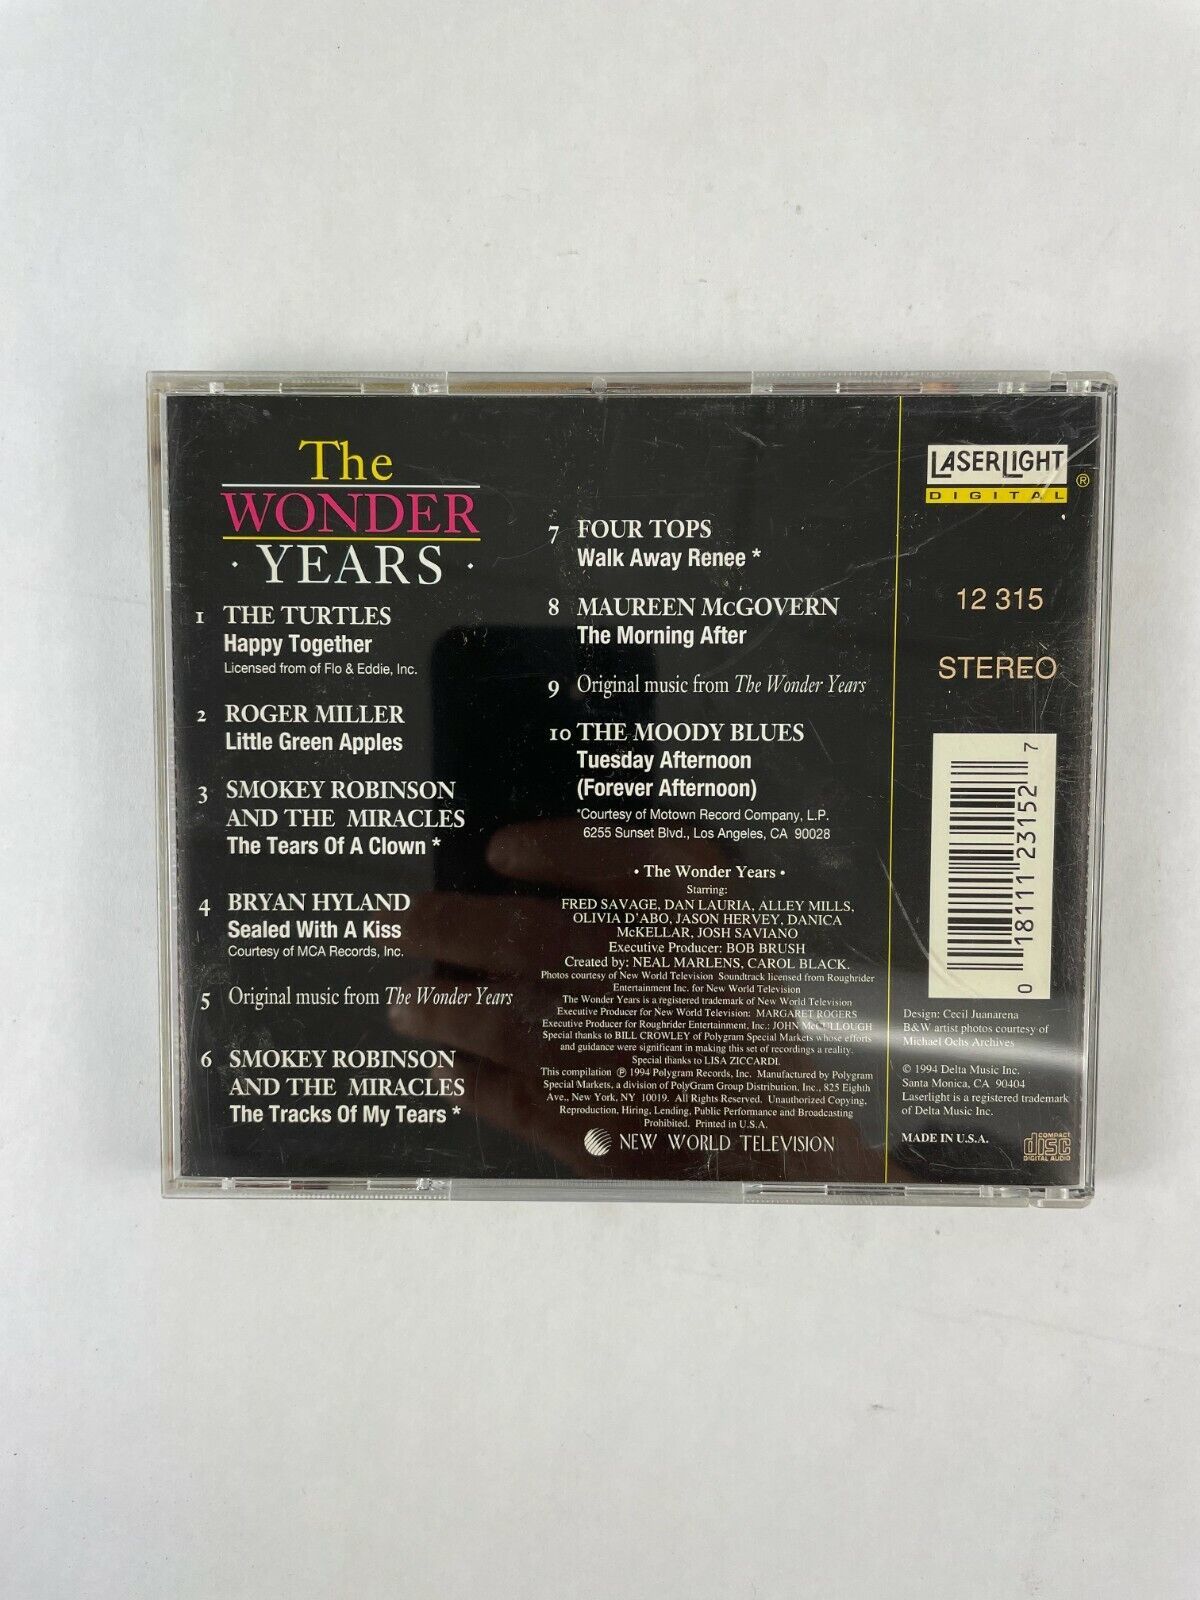 The
WONDER
· YEARS ·
1 THE TURTLES
Happy Together
Licensed from of Flo & Eddie, Inc.
2 ROGER MILLER
Little Green Apples
3 SMOKEY ROBINSON
AND THE MIRACLES
The Tears Of A Clown *
4 BRYAN HYLAND
Sealed With A Kiss
Courtesy of MCA Records, Inc.
5 Original music from The Wonder Years
6 SMOKEY ROBINSON
AND THE MIRACLES
The Tracks Of My Tears *
7 FOUR TOPS
Walk Away Renee *
8 MAUREEN McGOVERN
The Morning After
9 Original music from The Wonder Years
10 THE MOODY BLUES
Tuesday Afternoon
(Forever Afternoon)
*Courtesy of Motown Record Company, L.P.
6255 Sunset Blvd., Los Angeles, CA 90028
• The Wonder Years •
Starring:
FRED SAVAGE, DAN LAURIA, ALLEY MILLS,
OLIVIA D'ABO, JASON HERVEY, DANICA
McKELLAR, JOSH SAVIANO
Executive Producer: BOB BRUSH
Created by: NEAL MARLENS, CAROL BLACK.
Photos courtesy of New World Television Soundtrack licensed from Roughrider
Entertainment Inc. for New World Television
The Wonder Years is a registered trademark of New World Television
Executive Producer for New World Television: MARGARET ROGERS
Executive Producer for Roughrider Entertainment, Inc.: JOHN McCULLOUGH
Special thanks to BILL CROWLEY of Polygram Special Markets whose efforts
and guidance were significant in making this set of recordings a reality.
Special thanks to LISA ZICCARDI.
This compilation ℗ 1994 Polygram Records, Inc. Manufactured by Polygram
Special Markets, a division of PolyGram Group Distribution, Inc., 825 Eighth
Ave., New York, NY 10019. All Rights Reserved. Unauthorized Copying,
Reproduction, Hiring, Lending, Public Performance and Broadcasting
Prohibited. Printed in U.S.A.
NEW WORLD TELEVISION
LASERLIGHT
DIGITAL ®
12 315
STEREO
0 18111 23152 7
Design: Cecil Juanarena
B&W artist photos courtesy of
Michael Ochs Archives
© 1994 Delta Music Inc.
Santa Monica, CA 90404
Laserlight is a registered trademark
of Delta Music Inc.
MADE IN U.S.A.
COMPACT
disc
DIGITAL AUDIO